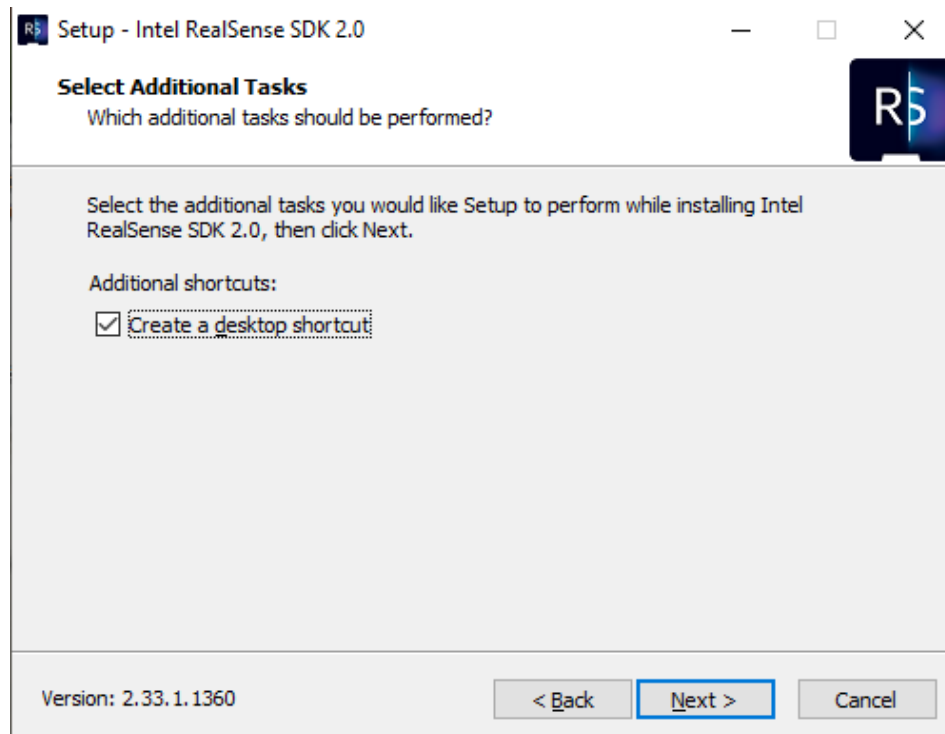 RS Setup - Intel RealSense SDK 2.0
Select Additional Tasks
Which additional tasks should be performed?
RS
Select the additional tasks you would like Setup to perform while installing Intel
RealSense SDK 2.0, then click Next.
Additional shortcuts:
Create a desktop shortcut
Version: 2.33.1.1360
< Back
Next >
Cancel